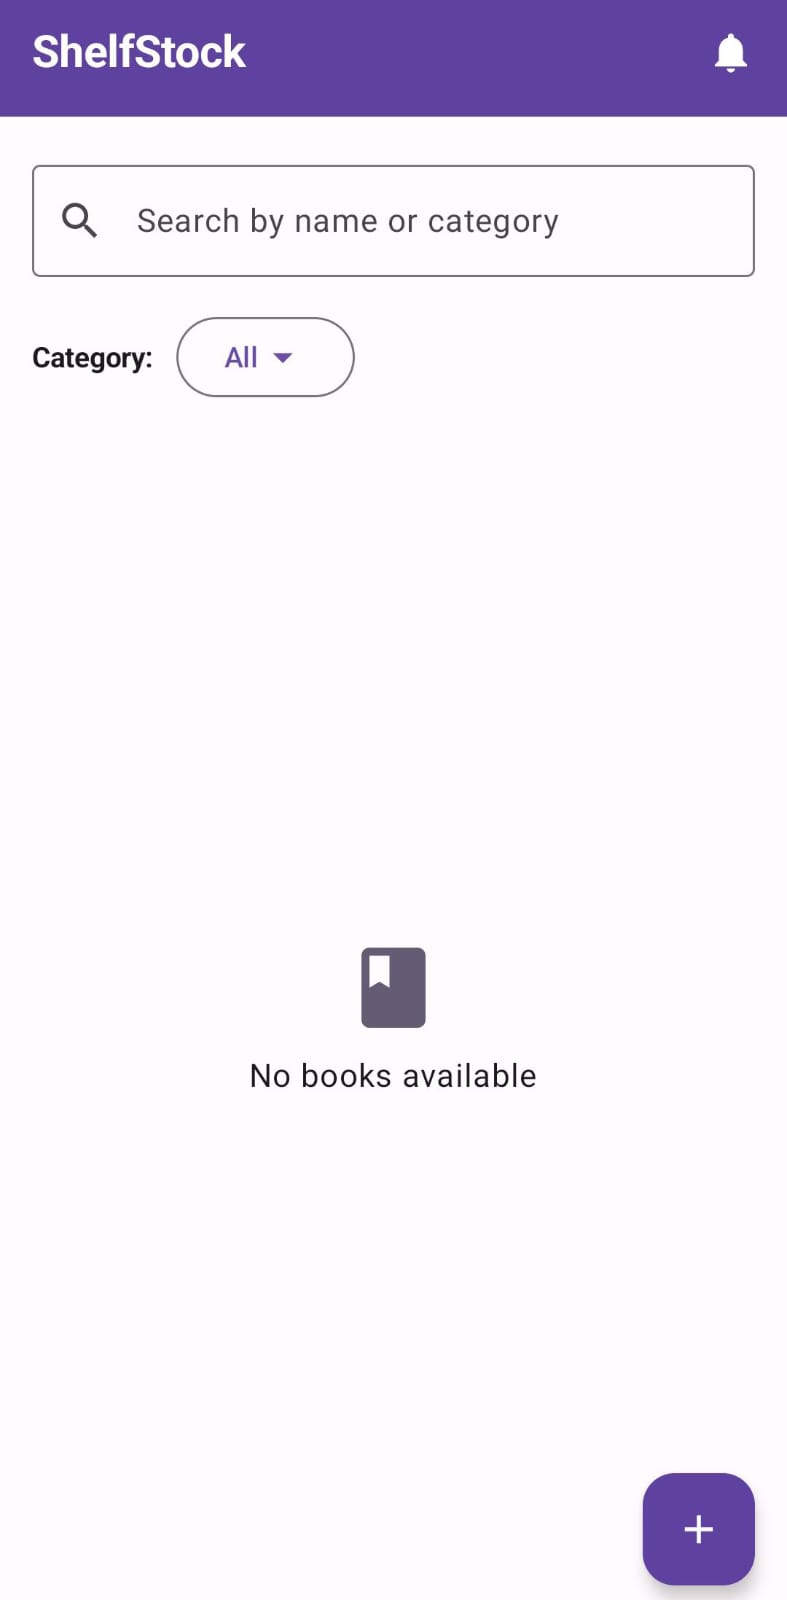 ShelfStock
Search by name or category
Category: All
No books available